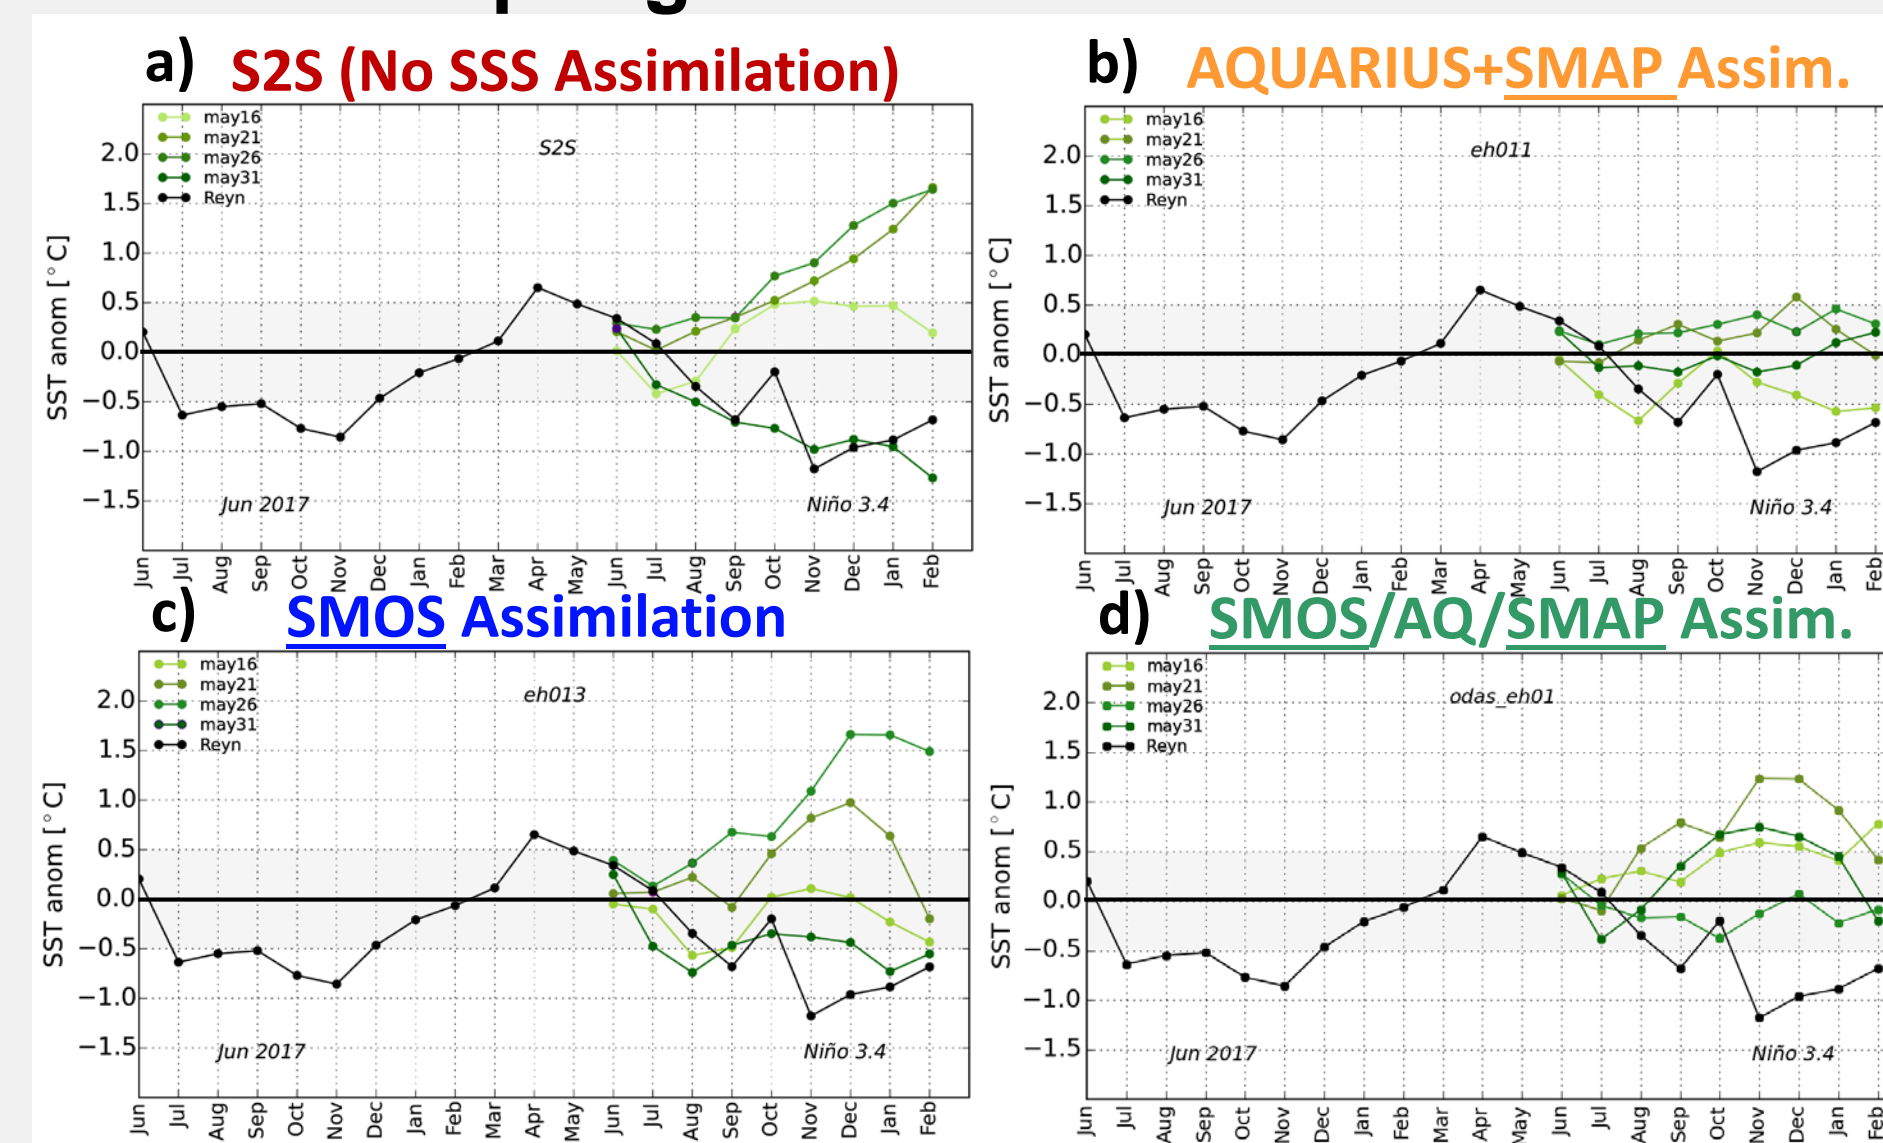 a) S2S (No SSS Assimilation)
may16
may21
may26
may31
Reyn
S2S
2.0
1.5
1.0
0.5
0.0
−0.5
−1.0
−1.5
SST anom [°C]
Jun 2017
Niño 3.4
Jun Jul Aug Sep Oct Nov Dec Jan Feb Mar Apr May Jun Jul Aug Sep Oct Nov Dec Jan Feb
b) AQUARIUS+SMAP Assim.
may16
may21
may26
may31
Reyn
eh011
2.0
1.5
1.0
0.5
0.0
−0.5
−1.0
−1.5
SST anom [°C]
Jun 2017
Niño 3.4
Jun Jul Aug Sep Oct Nov Dec Jan Feb Mar Apr May Jun Jul Aug Sep Oct Nov Dec Jan Feb
c) SMOS Assimilation
may16
may21
may26
may31
Reyn
eh013
2.0
1.5
1.0
0.5
0.0
−0.5
−1.0
−1.5
SST anom [°C]
Jun 2017
Niño 3.4
Jun Jul Aug Sep Oct Nov Dec Jan Feb Mar Apr May Jun Jul Aug Sep Oct Nov Dec Jan Feb
d) SMOS/AQ/SMAP Assim.
may16
may21
may26
may31
Reyn
odas_eh01
2.0
1.5
1.0
0.5
0.0
−0.5
−1.0
−1.5
SST anom [°C]
Jun 2017
Niño 3.4
Jun Jul Aug Sep Oct Nov Dec Jan Feb Mar Apr May Jun Jul Aug Sep Oct Nov Dec Jan Feb